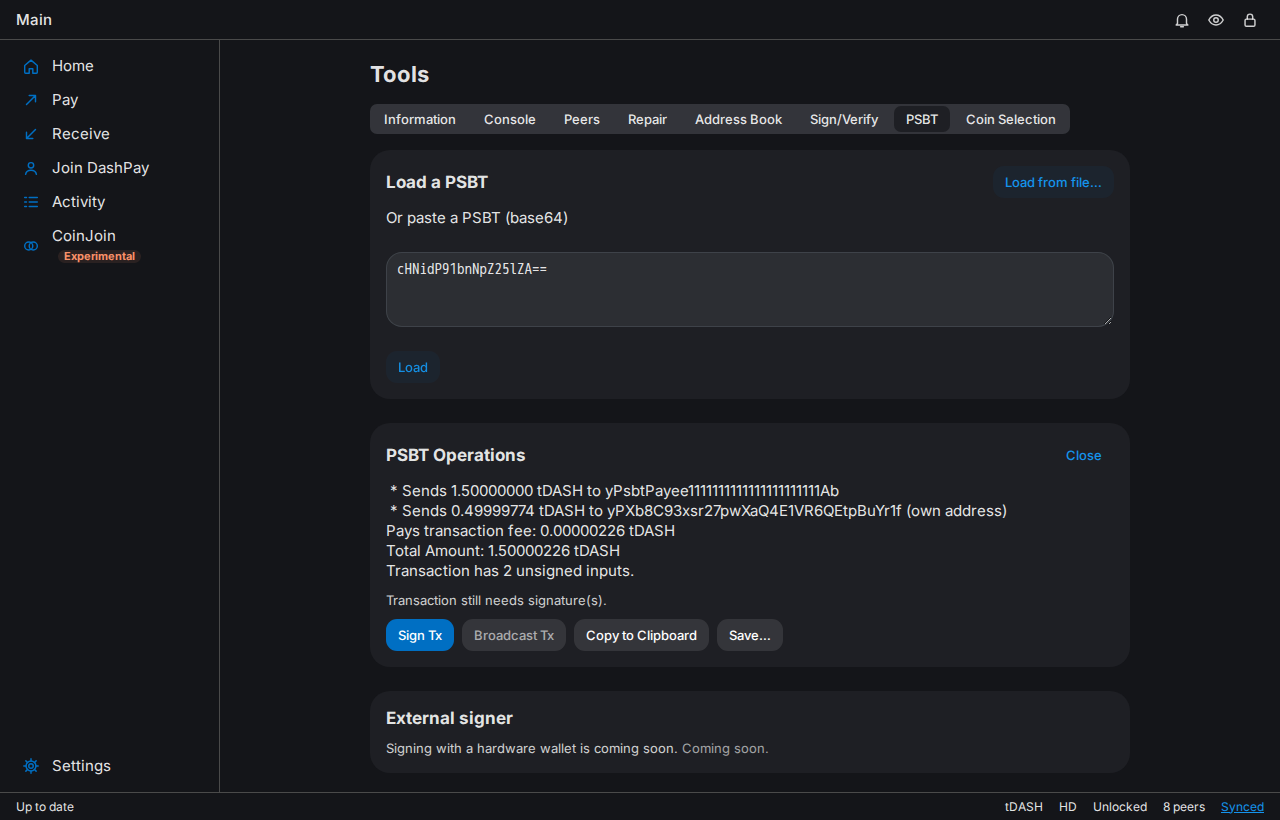 Main
Home
Pay
Receive
Join DashPay
Activity
CoinJoin
Experimental
Settings
Tools
Information Console Peers Repair Address Book Sign/Verify PSBT Coin Selection
Load a PSBT Load from file...
Or paste a PSBT (base64)
cHNidP91bnNpZ25lZA==
Load
PSBT Operations Close
* Sends 1.50000000 tDASH to yPsbtPayee1111111111111111111111Ab
* Sends 0.49999774 tDASH to yPXb8C93xsr27pwXaQ4E1VR6QEtpBuYr1f (own address)
Pays transaction fee: 0.00000226 tDASH
Total Amount: 1.50000226 tDASH
Transaction has 2 unsigned inputs.
Transaction still needs signature(s).
Sign Tx Broadcast Tx Copy to Clipboard Save...
External signer
Signing with a hardware wallet is coming soon. Coming soon.
Up to date tDASH HD Unlocked 8 peers Synced